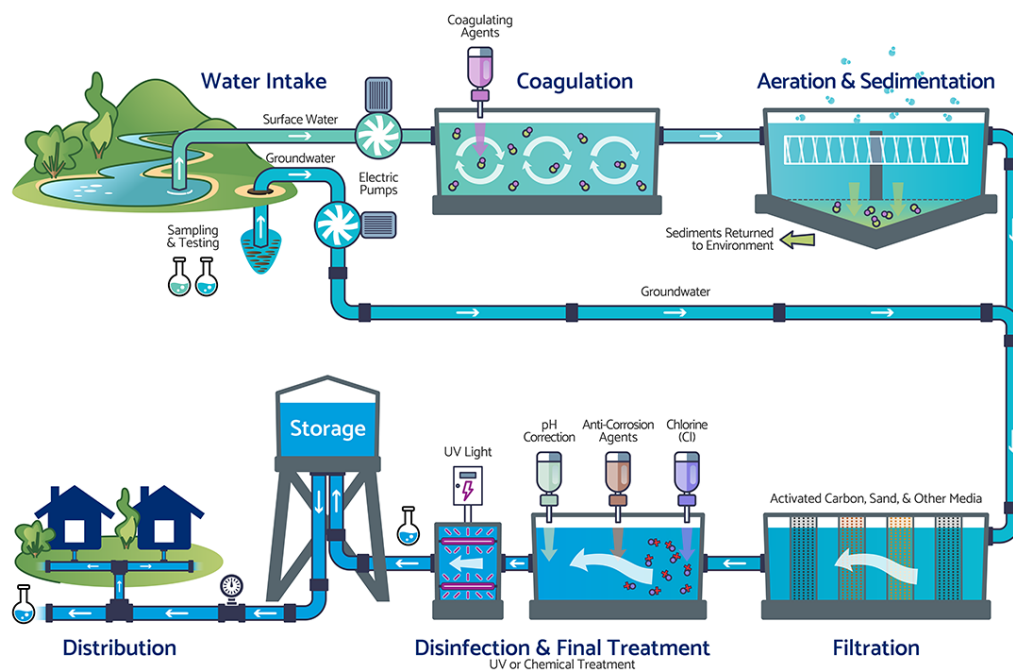 Coagulating
Agents
Water Intake
Coagulation
Aeration & Sedimentation
Surface Water
Groundwater
Electric
Pumps
Sampling
& Testing
Sediments Returned
to Environment
Groundwater
Storage
UV Light
pH
Correction
Anti-Corrosion
Agents
Chlorine
(Cl)
Activated Carbon, Sand, & Other Media
Distribution
Disinfection & Final Treatment
UV or Chemical Treatment
Filtration